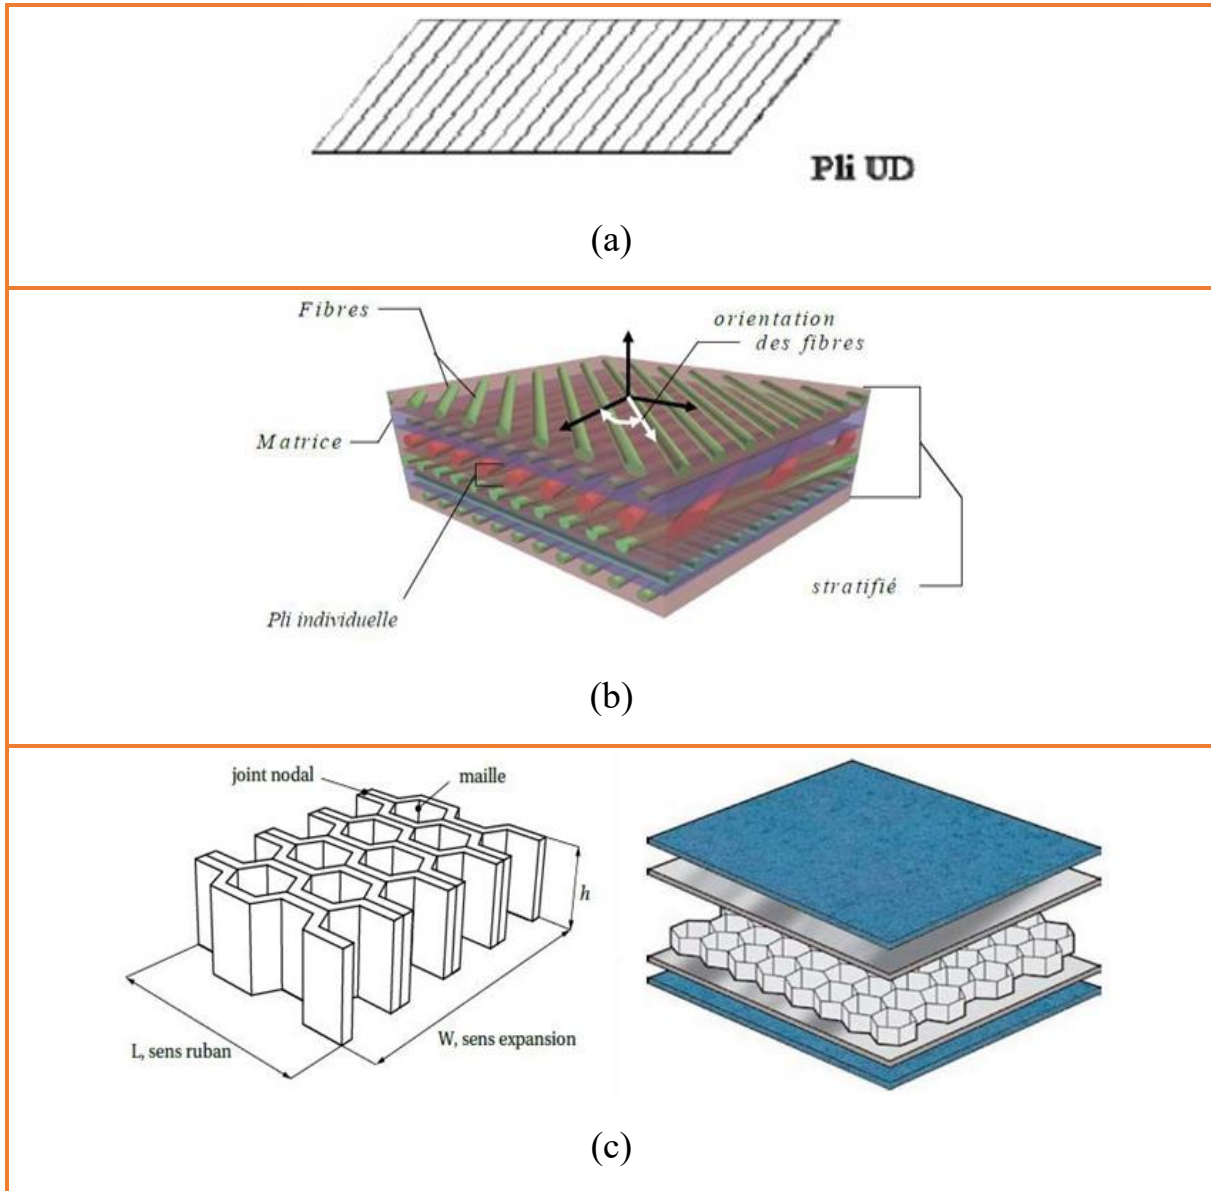 Pli UD
(a)
Fibres
orientation
des fibres
Matrice
Pli individuelle
stratifié
(b)
joint nodal
maille
h
L, sens ruban
W, sens expansion
(c)